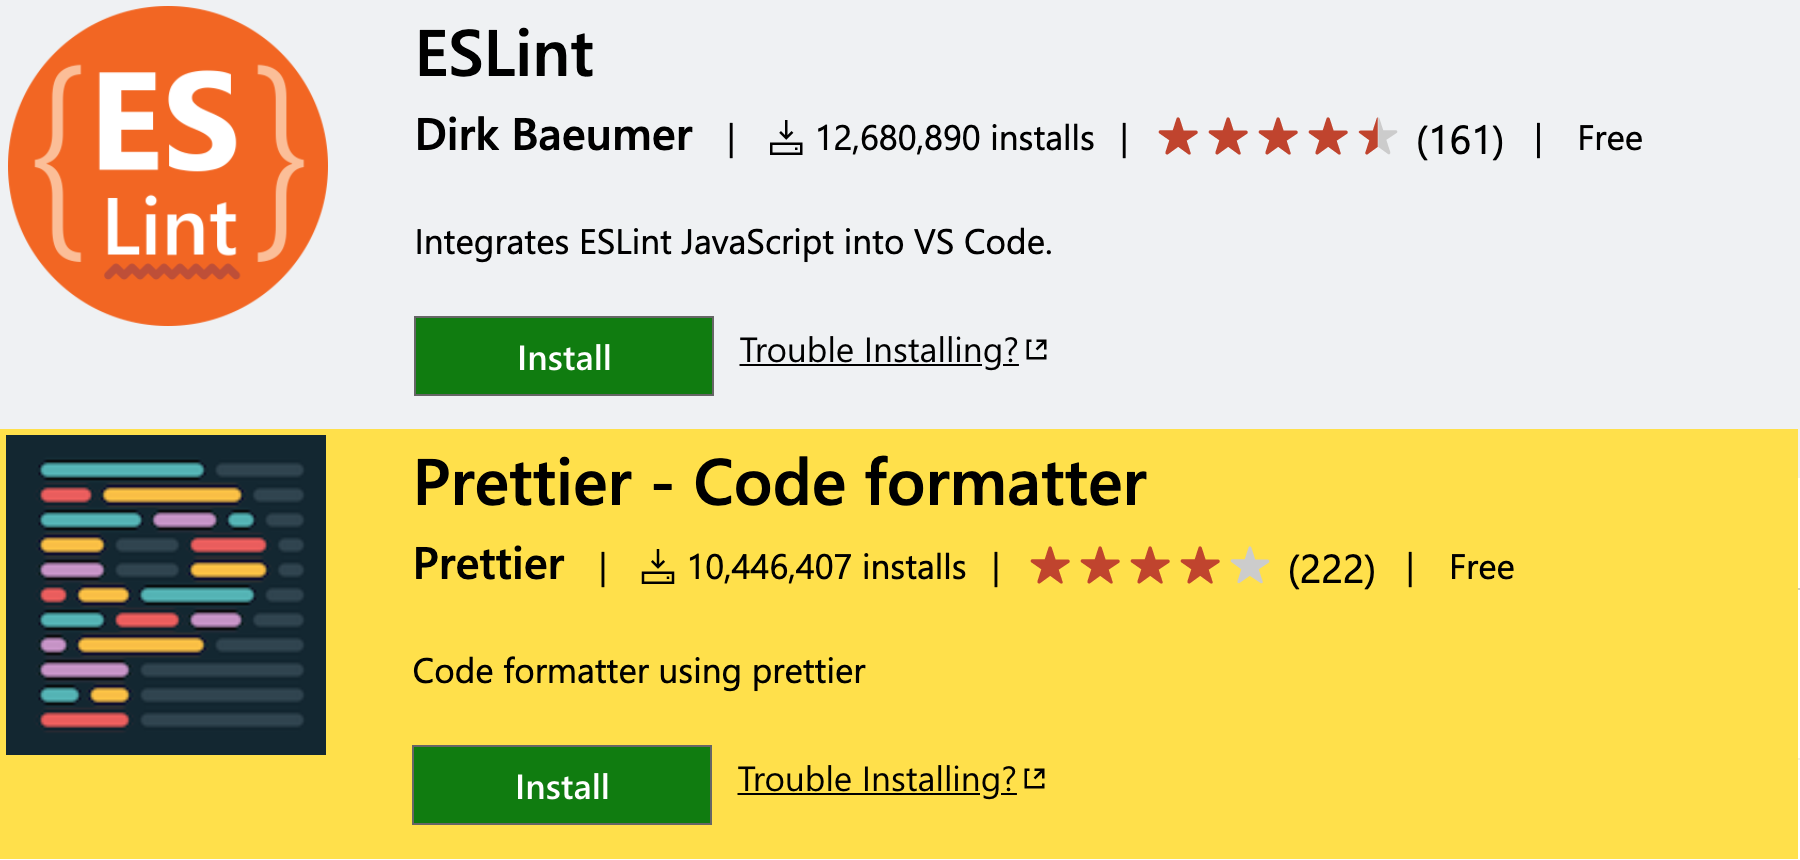 {ES}
Lint
ESLint
Dirk Baeumer | 12,680,890 installs | (161) | Free
Integrates ESLint JavaScript into VS Code.
Install Trouble Installing?
Prettier - Code formatter
Prettier | 10,446,407 installs | (222) | Free
Code formatter using prettier
Install Trouble Installing?